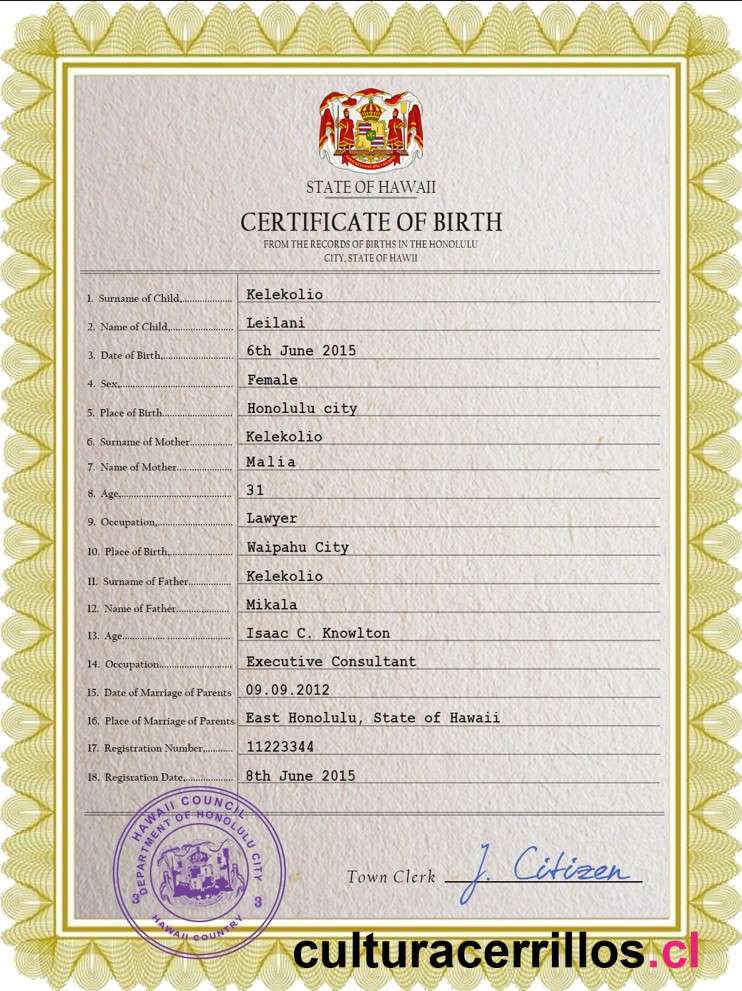 STATE OF HAWAII
CERTIFICATE OF BIRTH
FROM THE RECORDS OF BIRTHS IN THE HONOLULU
CITY, STATE OF HAWII
1. Surname of Child,.................... Kelekolio
2. Name of Child,....................... Leilani
3. Date of Birth,......................... 6th June 2015
4. Sex,........................................ Female
5. Place of Birth......................... Honolulu city
6. Surname of Mother............... Kelekolio
7. Name of Mother.................... Malia
8. Age,........................................ 31
9. Occupation,........................... Lawyer
10. Place of Birth,....................... Waipahu City
11. Surname of Father............... Kelekolio
12. Name of Father.................... Mikala
13. Age....................................... Isaac C. Knowlton
14. Occupation.......................... Executive Consultant
15. Date of Marriage of Parents 09.09.2012
16. Place of Marriage of Parents East Honolulu, State of Hawaii
17. Registration Number,.......... 11223344
18. Regisration Date,................. 8th June 2015
HAWAII COUNCIL
DEPARTMENT OF HONOLULU CITY
3 3
HAWAII COUNTRY
Town Clerk J. Citizen
culturacerrillos.cl